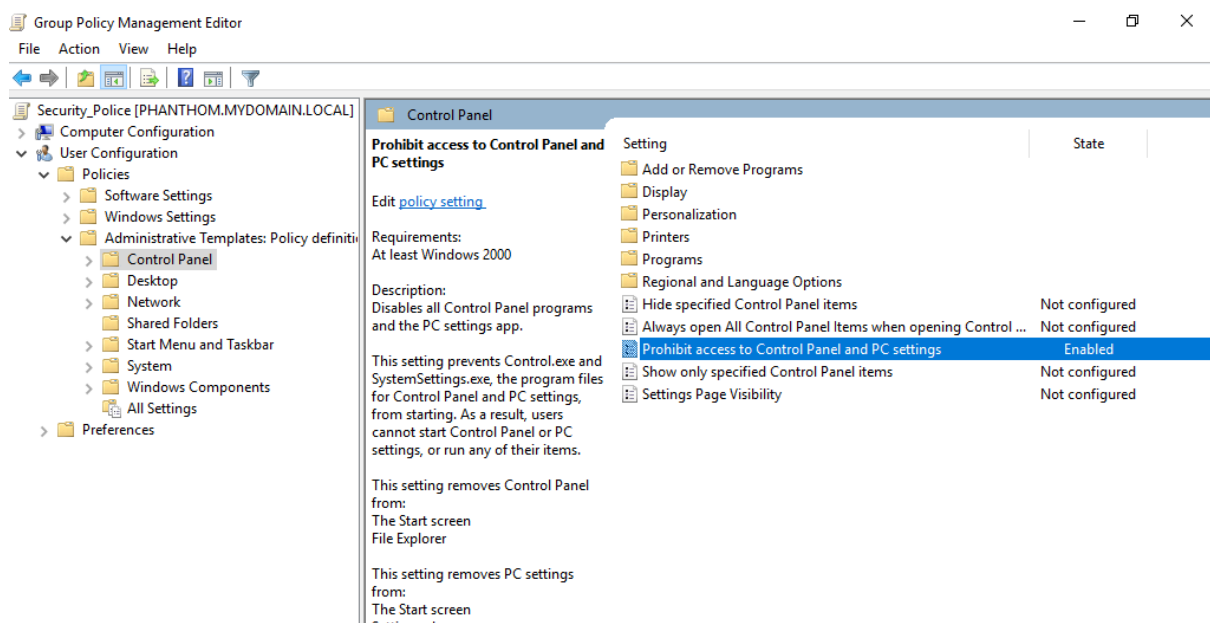 Group Policy Management Editor
File Action View Help
Security_Police [PHANTHOM.MYDOMAIN.LOCAL]
Computer Configuration
User Configuration
Policies
Software Settings
Windows Settings
Administrative Templates: Policy definiti
Control Panel
Desktop
Network
Shared Folders
Start Menu and Taskbar
System
Windows Components
All Settings
Preferences
Control Panel
Prohibit access to Control Panel and
PC settings
Edit policy setting
Requirements:
At least Windows 2000
Description:
Disables all Control Panel programs
and the PC settings app.
This setting prevents Control.exe and
SystemSettings.exe, the program files
for Control Panel and PC settings,
from starting. As a result, users
cannot start Control Panel or PC
settings, or run any of their items.
This setting removes Control Panel
from:
The Start screen
File Explorer
This setting removes PC settings
from:
The Start screen
Setting State
Add or Remove Programs
Display
Personalization
Printers
Programs
Regional and Language Options
Hide specified Control Panel items Not configured
Always open All Control Panel Items when opening Control ... Not configured
Prohibit access to Control Panel and PC settings Enabled
Show only specified Control Panel items Not configured
Settings Page Visibility Not configured